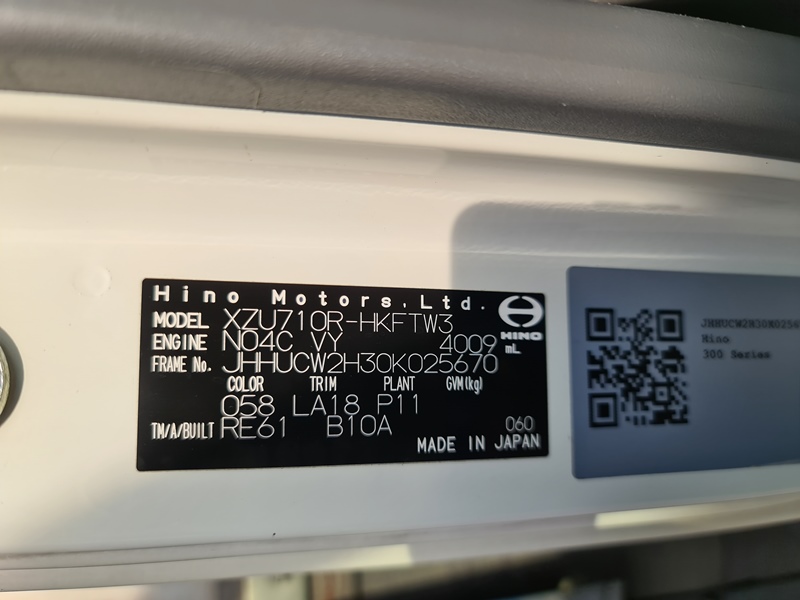 Hino Motors, Ltd.
HINO
MODEL XZU710R-HKFTW3
ENGINE N04C VY 4009 mL
FRAME No. JHHUCW2H30K025670
COLOR TRIM PLANT GVM(kg)
058 LA18 P11
TM/A/BUILT RE61 B10A 060
MADE IN JAPAN
JHHUCW2H30K0256
Hino
300 Series